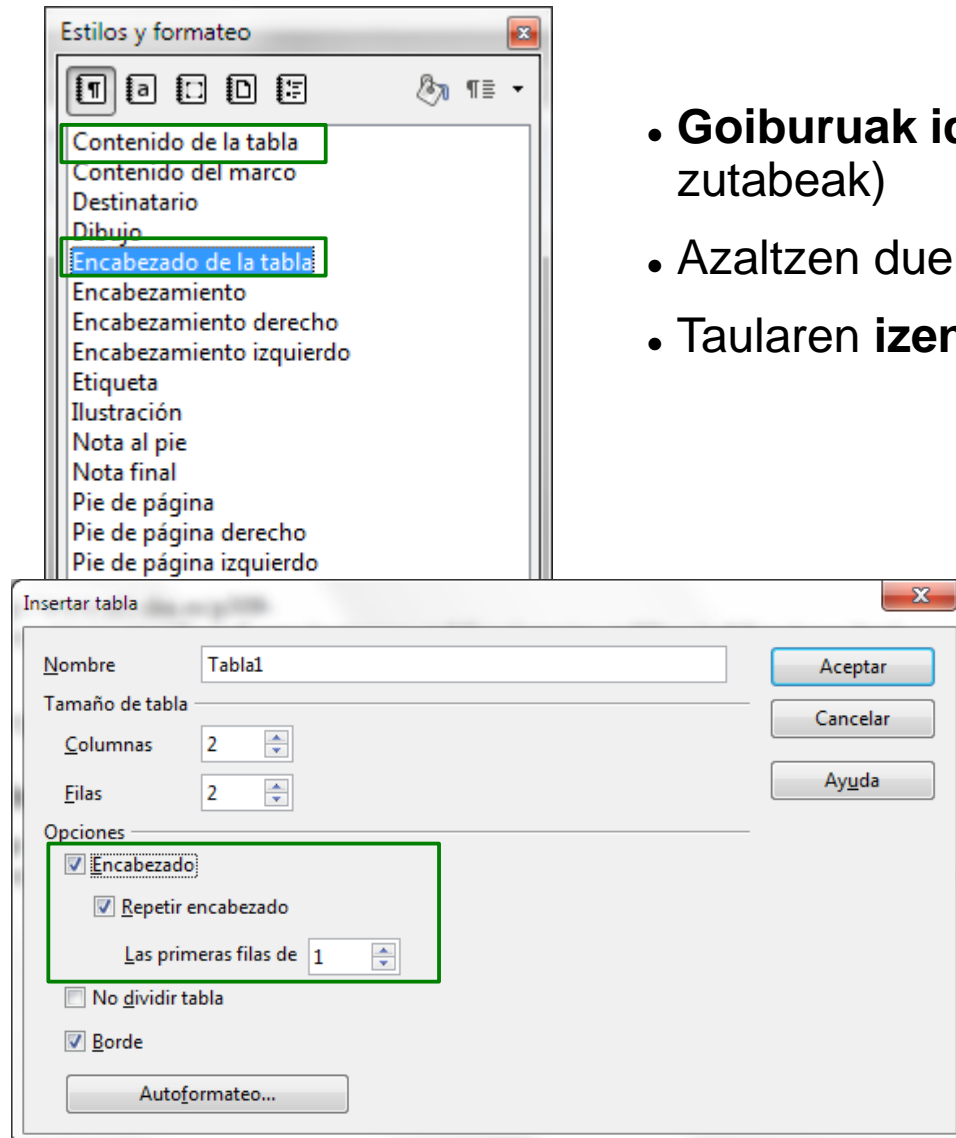 Estilos y formateo
Contenido de la tabla
Contenido del marco
Destinatario
Dibujo
Encabezado de la tabla
Encabezamiento
Encabezamiento derecho
Encabezamiento izquierdo
Etiqueta
Ilustración
Nota al pie
Nota final
Pie de página
Pie de página derecho
Pie de página izquierdo
• Goiburuak
zutabeak)
• Azaltzen due
• Taularen
Insertar tabla
Nombre Tabla1
Aceptar
Tamaño de tabla
Cancelar
Columnas 2
Filas 2
Ayuda
Opciones
Encabezado
Repetir encabezado
Las primeras filas de 1
No dividir tabla
Borde
Autoformateo...